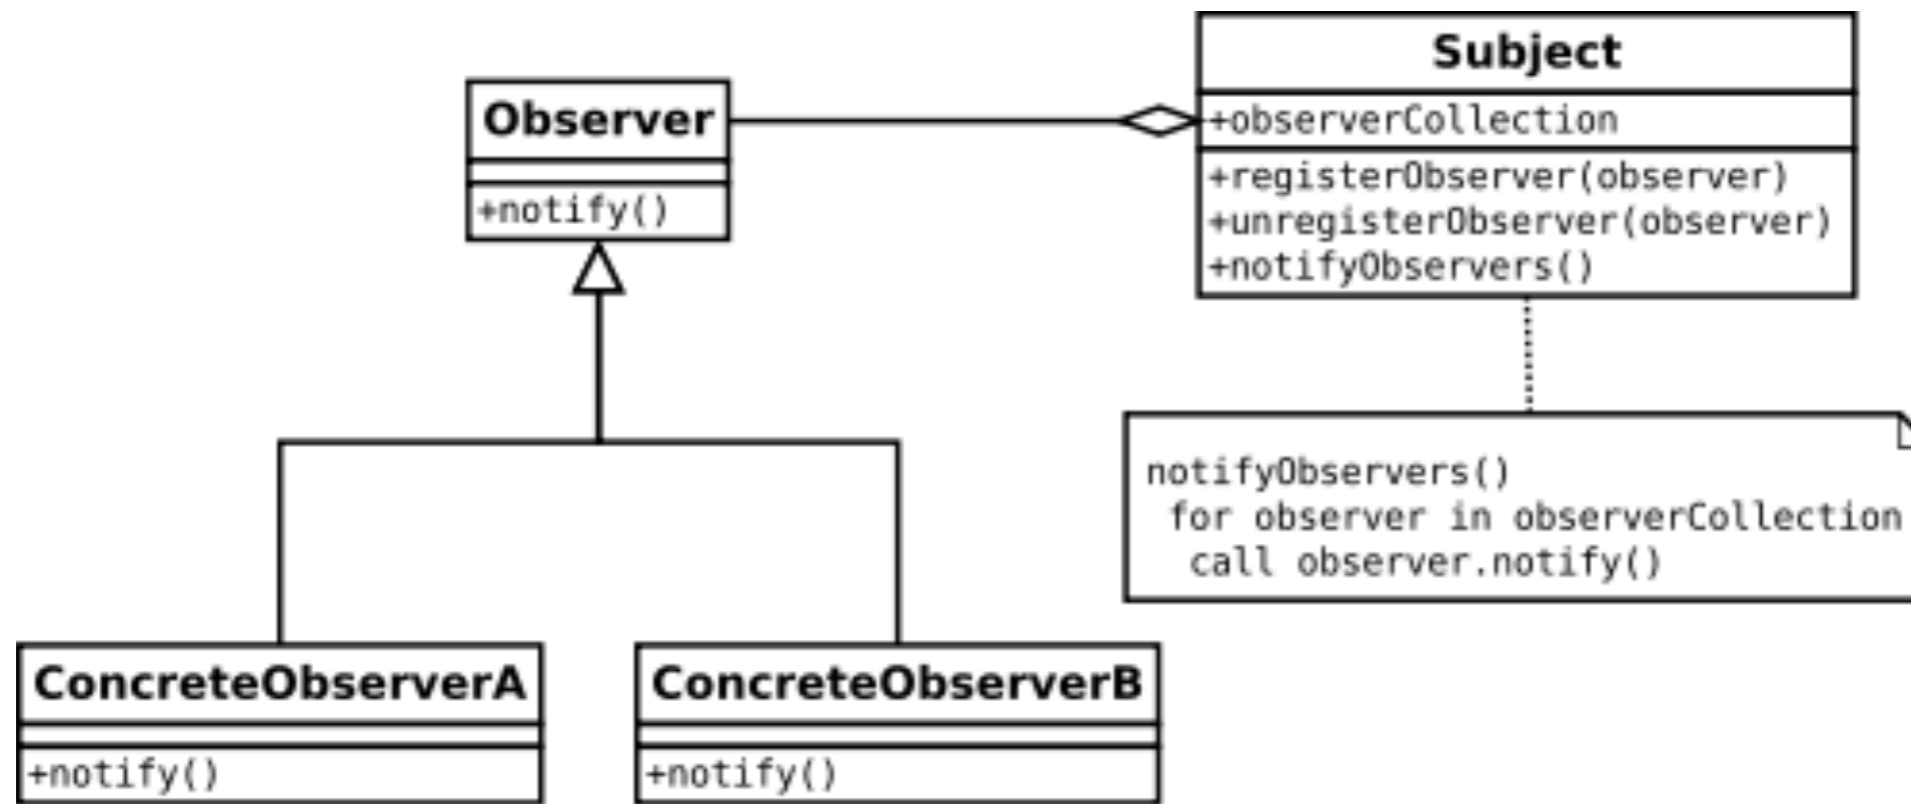 Subject
+observerCollection
+registerObserver(observer)
+unregisterObserver(observer)
+notifyObservers()
Observer
+notify()
notifyObservers()
for observer in observerCollection
call observer.notify()
ConcreteObserverA
+notify()
ConcreteObserverB
+notify()